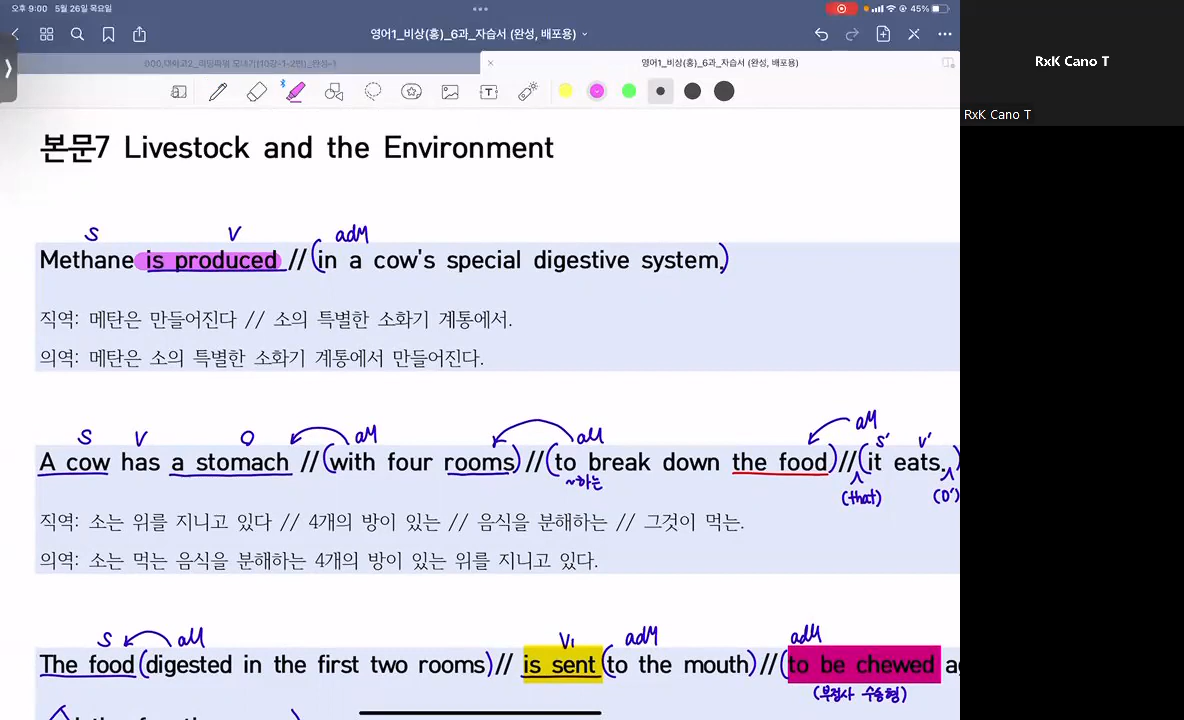 오후 9:00 5월 26일 목요일
45%
영어1_비상(홍)_6과_자습서 (완성, 배포용)
영어1_비상(홍)_6과_자습서 (완성, 배포용)
RxK Cano T
RxK Cano T
본문7 Livestock and the Environment
S V adM
Methane is produced // (in a cow's special digestive system.)
직역: 메탄은 만들어진다 // 소의 특별한 소화기 계통에서.
의역: 메탄은 소의 특별한 소화기 계통에서 만들어진다.
S V O aM aM aM S' V'
A cow has a stomach // (with four rooms) // (to break down the food) // (it eats.)
~하는 (that) (O')
직역: 소는 위를 지니고 있다 // 4개의 방이 있는 // 음식을 분해하는 // 그것이 먹는.
의역: 소는 먹는 음식을 분해하는 4개의 방이 있는 위를 지니고 있다.
S aM V1 adM adM
The food (digested in the first two rooms) // is sent (to the mouth) // (to be chewed
(부정사 수동형)